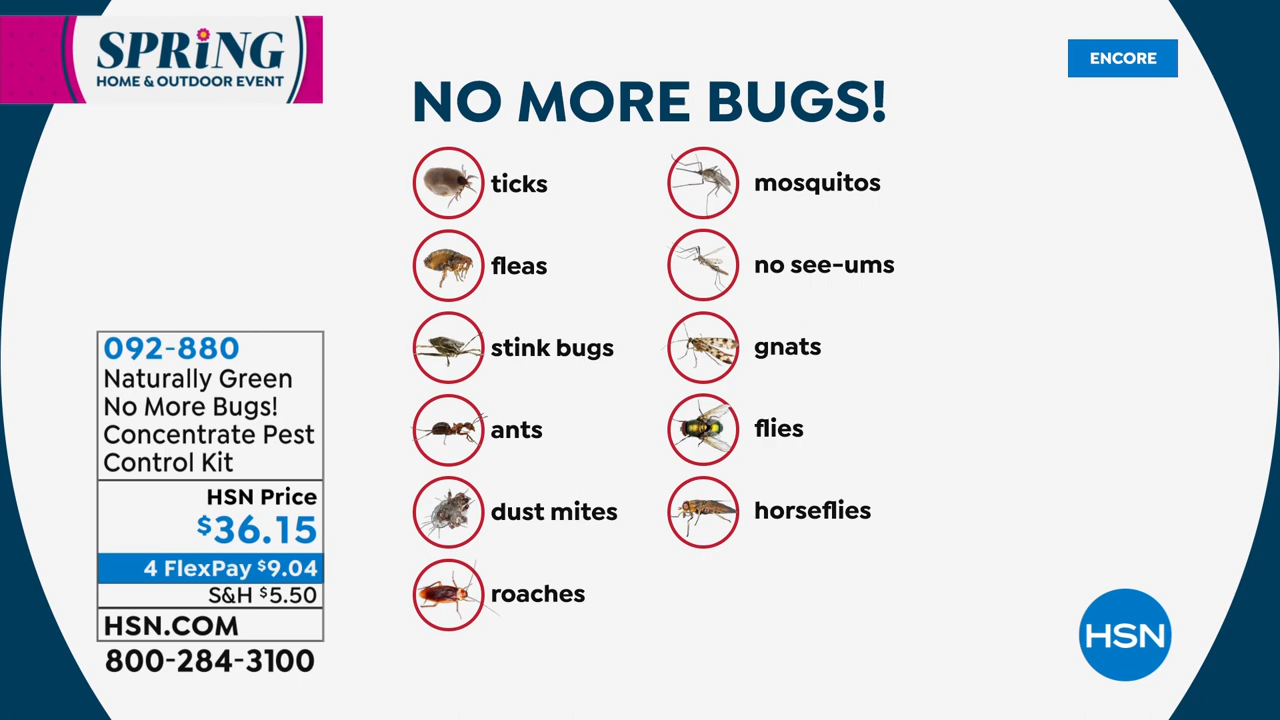 SPRiNG
HOME & OUTDOOR EVENT
ENCORE
NO MORE BUGS!
ticks
mosquitos
fleas
no see-ums
stink bugs
gnats
ants
flies
dust mites
horseflies
roaches
092-880
Naturally Green
No More Bugs!
Concentrate Pest
Control Kit
HSN Price
$36.15
4 FlexPay $9.04
S&H $5.50
HSN.COM
800-284-3100
HSN